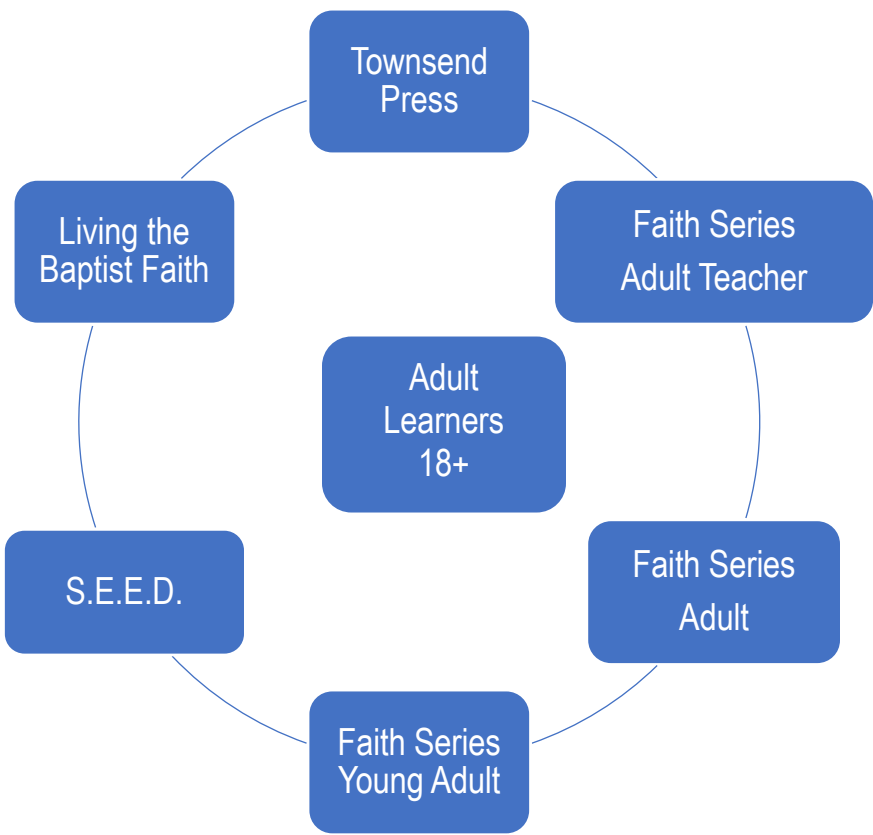 Townsend
Press
Faith Series
Adult Teacher
Faith Series
Adult
Faith Series
Young Adult
S.E.E.D.
Living the
Baptist Faith
Adult
Learners
18+